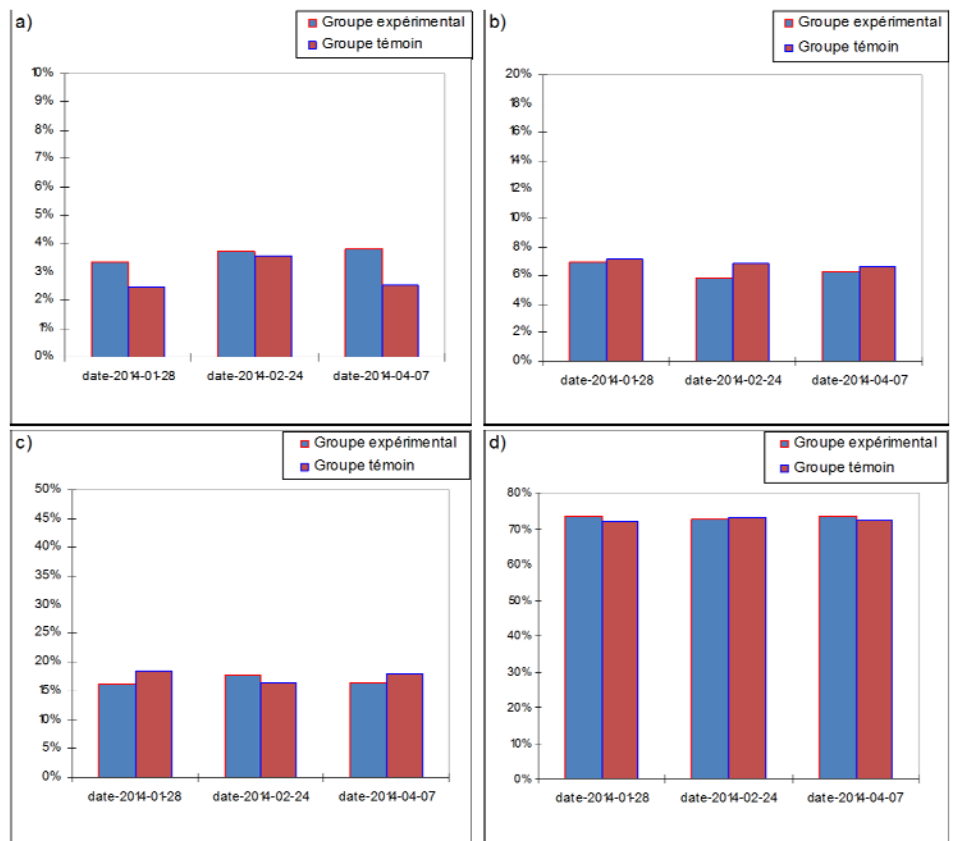 a)
Groupe expérimental
Groupe témoin
10%
9%
8%
7%
6%
5%
4%
3%
2%
1%
0%
date-2014-01-28 date-2014-02-24 date-2014-04-07
b)
Groupe expérimental
Groupe témoin
20%
18%
16%
14%
12%
10%
8%
6%
4%
2%
0%
date-2014-01-28 date-2014-02-24 date-2014-04-07
c)
Groupe expérimental
Groupe témoin
50%
45%
40%
35%
30%
25%
20%
15%
10%
5%
0%
date-2014-01-28 date-2014-02-24 date-2014-04-07
d)
Groupe expérimental
Groupe témoin
80%
70%
60%
50%
40%
30%
20%
10%
0%
date-2014-01-28 date-2014-02-24 date-2014-04-07